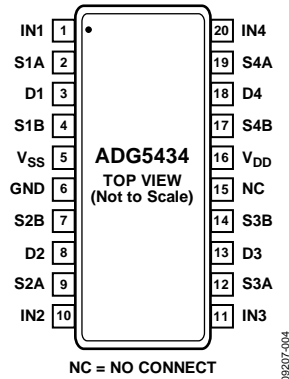 IN1 1
S1A 2
D1 3
S1B 4
VSS 5
GND 6
S2B 7
D2 8
S2A 9
IN2 10
ADG5434
TOP VIEW
(Not to Scale)
20 IN4
19 S4A
18 D4
17 S4B
16 VDD
15 NC
14 S3B
13 D3
12 S3A
11 IN3
NC = NO CONNECT
09207-004